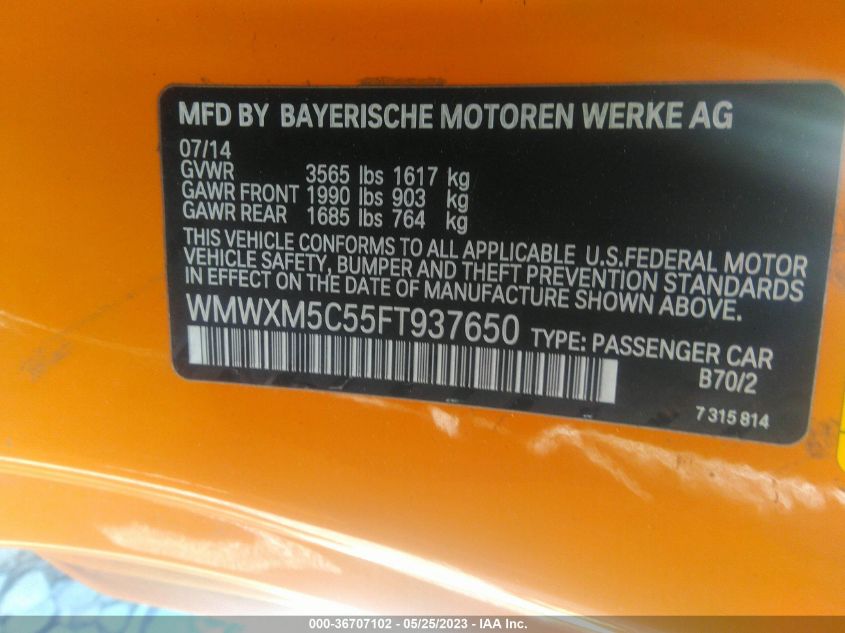 MFD BY BAYERISCHE MOTOREN WERKE AG
07/14
GVWR 3565 lbs 1617 kg
GAWR FRONT 1990 lbs 903 kg
GAWR REAR 1685 lbs 764 kg
THIS VEHICLE CONFORMS TO ALL APPLICABLE U.S.FEDERAL MOTOR
VEHICLE SAFETY, BUMPER AND THEFT PREVENTION STANDARDS
IN EFFECT ON THE DATE OF MANUFACTURE SHOWN ABOVE.
WMWXM5C55FT937650 TYPE: PASSENGER CAR
B70/2
7 315 814
000-36707102 - 05/25/2023 - IAA Inc.